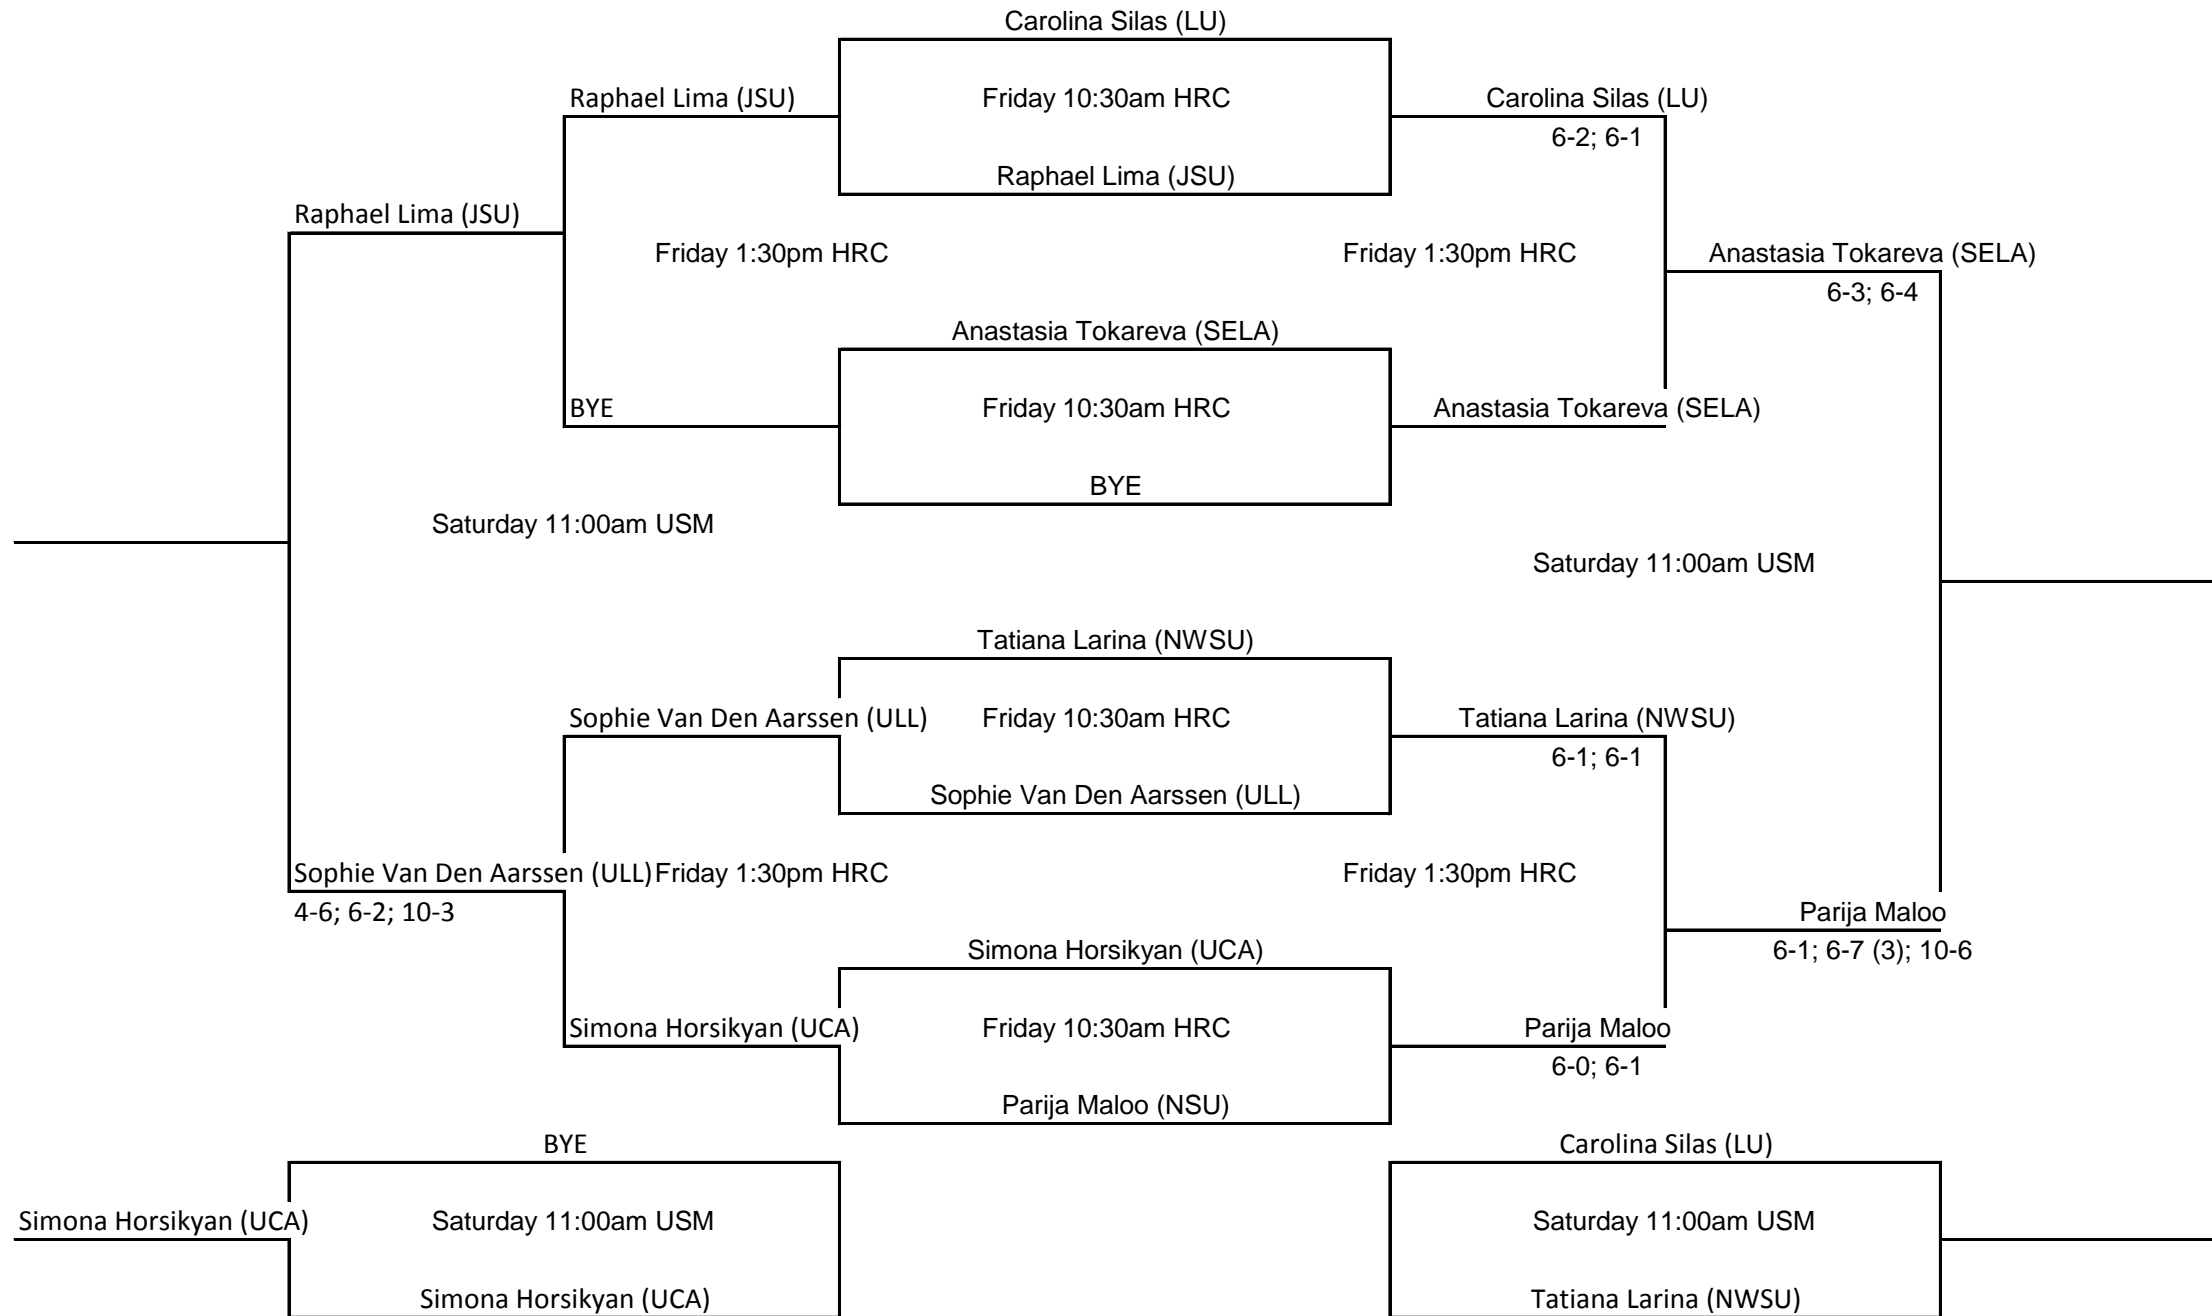 Carolina Silas (LU)
Raphael Lima (JSU)
Friday 10:30am HRC
Carolina Silas (LU)
6-2; 6-1
Raphael Lima (JSU)
Raphael Lima (JSU)
Friday 1:30pm HRC
Friday 1:30pm HRC
Anastasia Tokareva (SELA)
6-3; 6-4
Anastasia Tokareva (SELA)
BYE
Friday 10:30am HRC
Anastasia Tokareva (SELA)
BYE
Saturday 11:00am USM
Saturday 11:00am USM
Tatiana Larina (NWSU)
Sophie Van Den Aarssen (ULL)
Friday 10:30am HRC
Tatiana Larina (NWSU)
6-1; 6-1
Sophie Van Den Aarssen (ULL)
Sophie Van Den Aarssen (ULL)
Friday 1:30pm HRC
Friday 1:30pm HRC
4-6; 6-2; 10-3
Parija Maloo
6-1; 6-7 (3); 10-6
Simona Horsikyan (UCA)
Simona Horsikyan (UCA)
Friday 10:30am HRC
Parija Maloo
6-0; 6-1
Parija Maloo (NSU)
BYE
Carolina Silas (LU)
Simona Horsikyan (UCA)
Saturday 11:00am USM
Saturday 11:00am USM
Simona Horsikyan (UCA)
Tatiana Larina (NWSU)